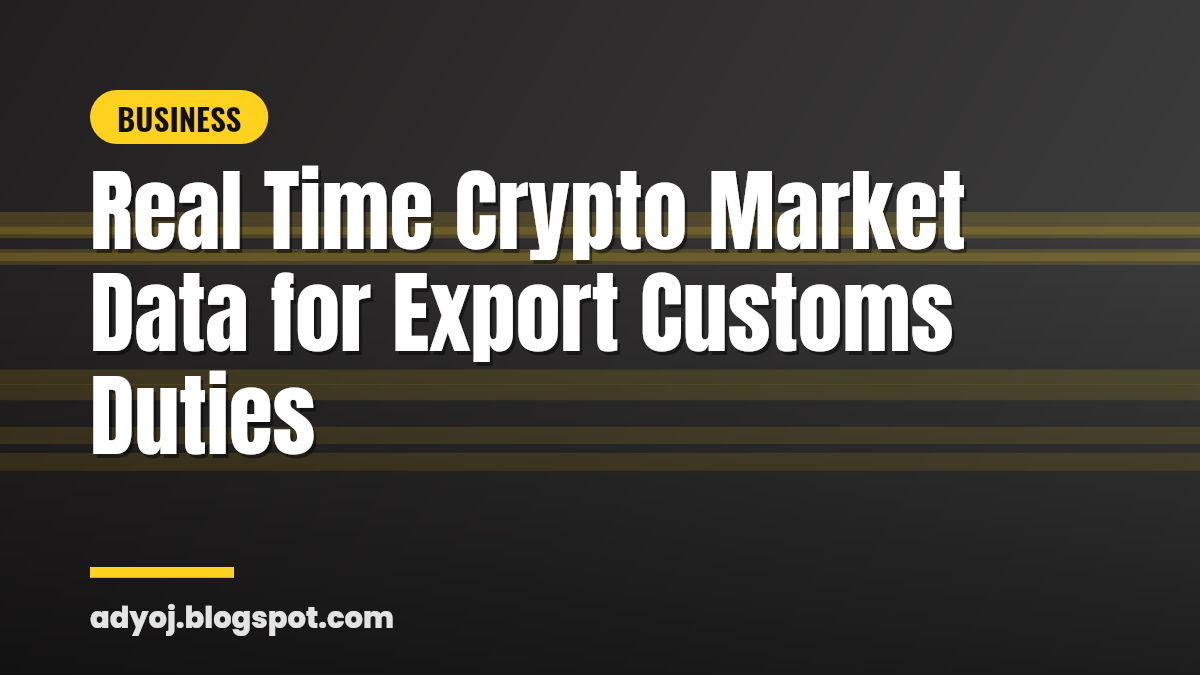 BUSINESS
Real Time Crypto Market
Data for Export Customs
Duties
adyoj.blogspot.com